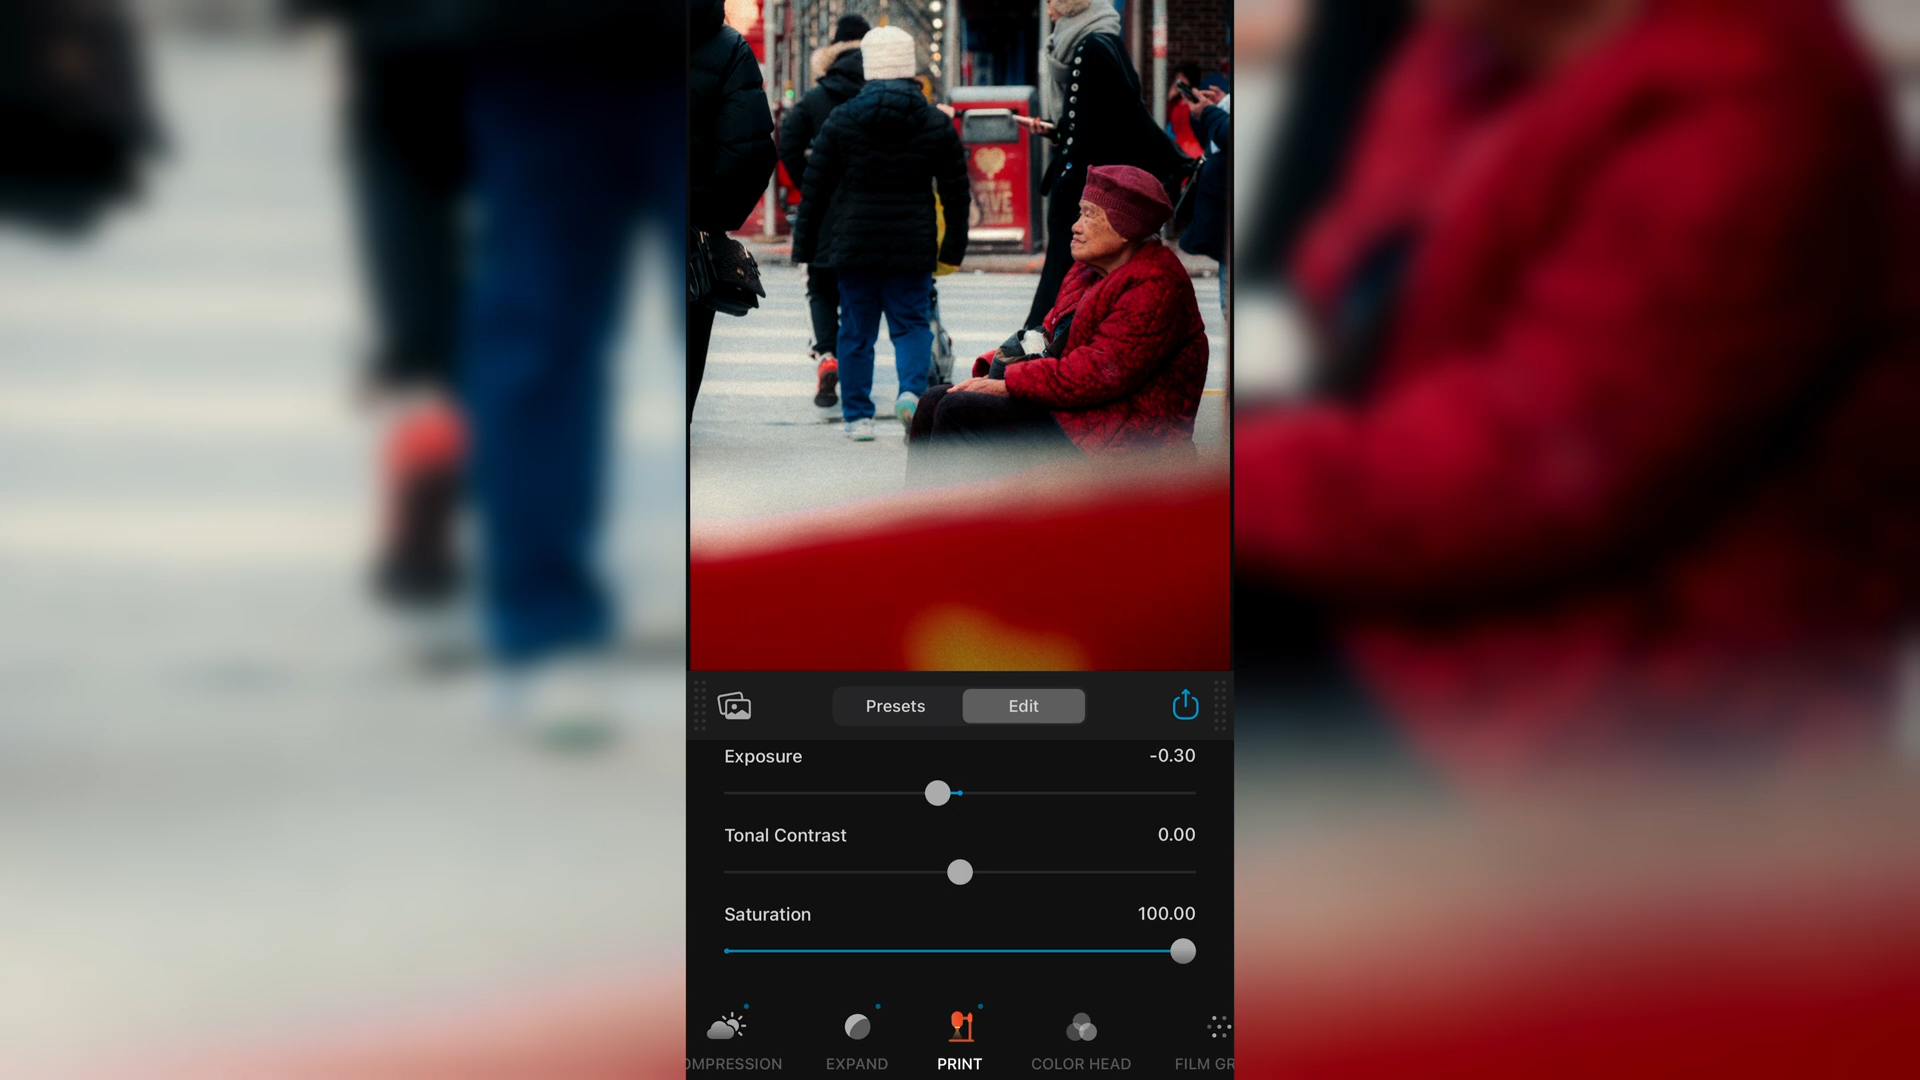 Presets Edit
Exposure -0.30
Tonal Contrast 0.00
Saturation 100.00
OMPRESSION EXPAND PRINT COLOR HEAD FILM GR